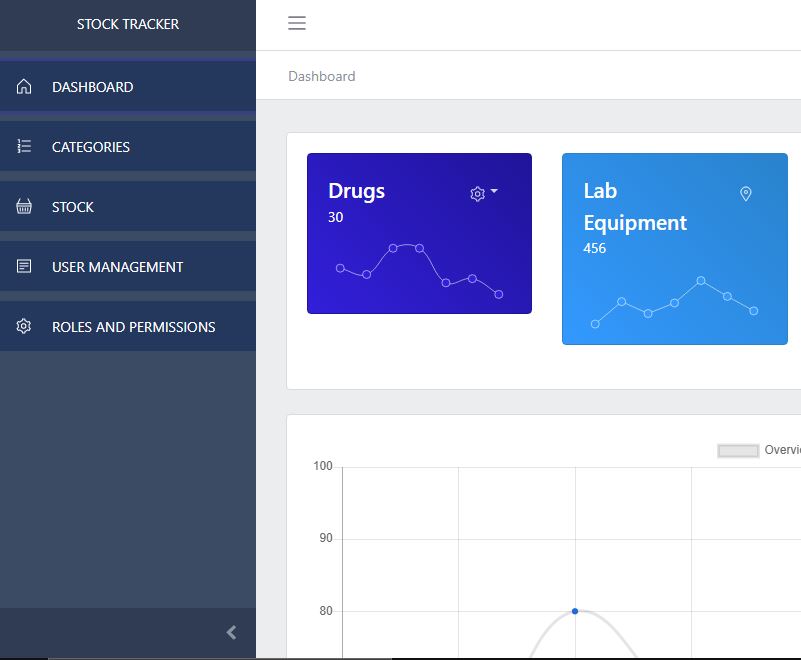 STOCK TRACKER
DASHBOARD
CATEGORIES
STOCK
USER MANAGEMENT
ROLES AND PERMISSIONS
Dashboard
Drugs
30
Lab
Equipment
456
100
90
80